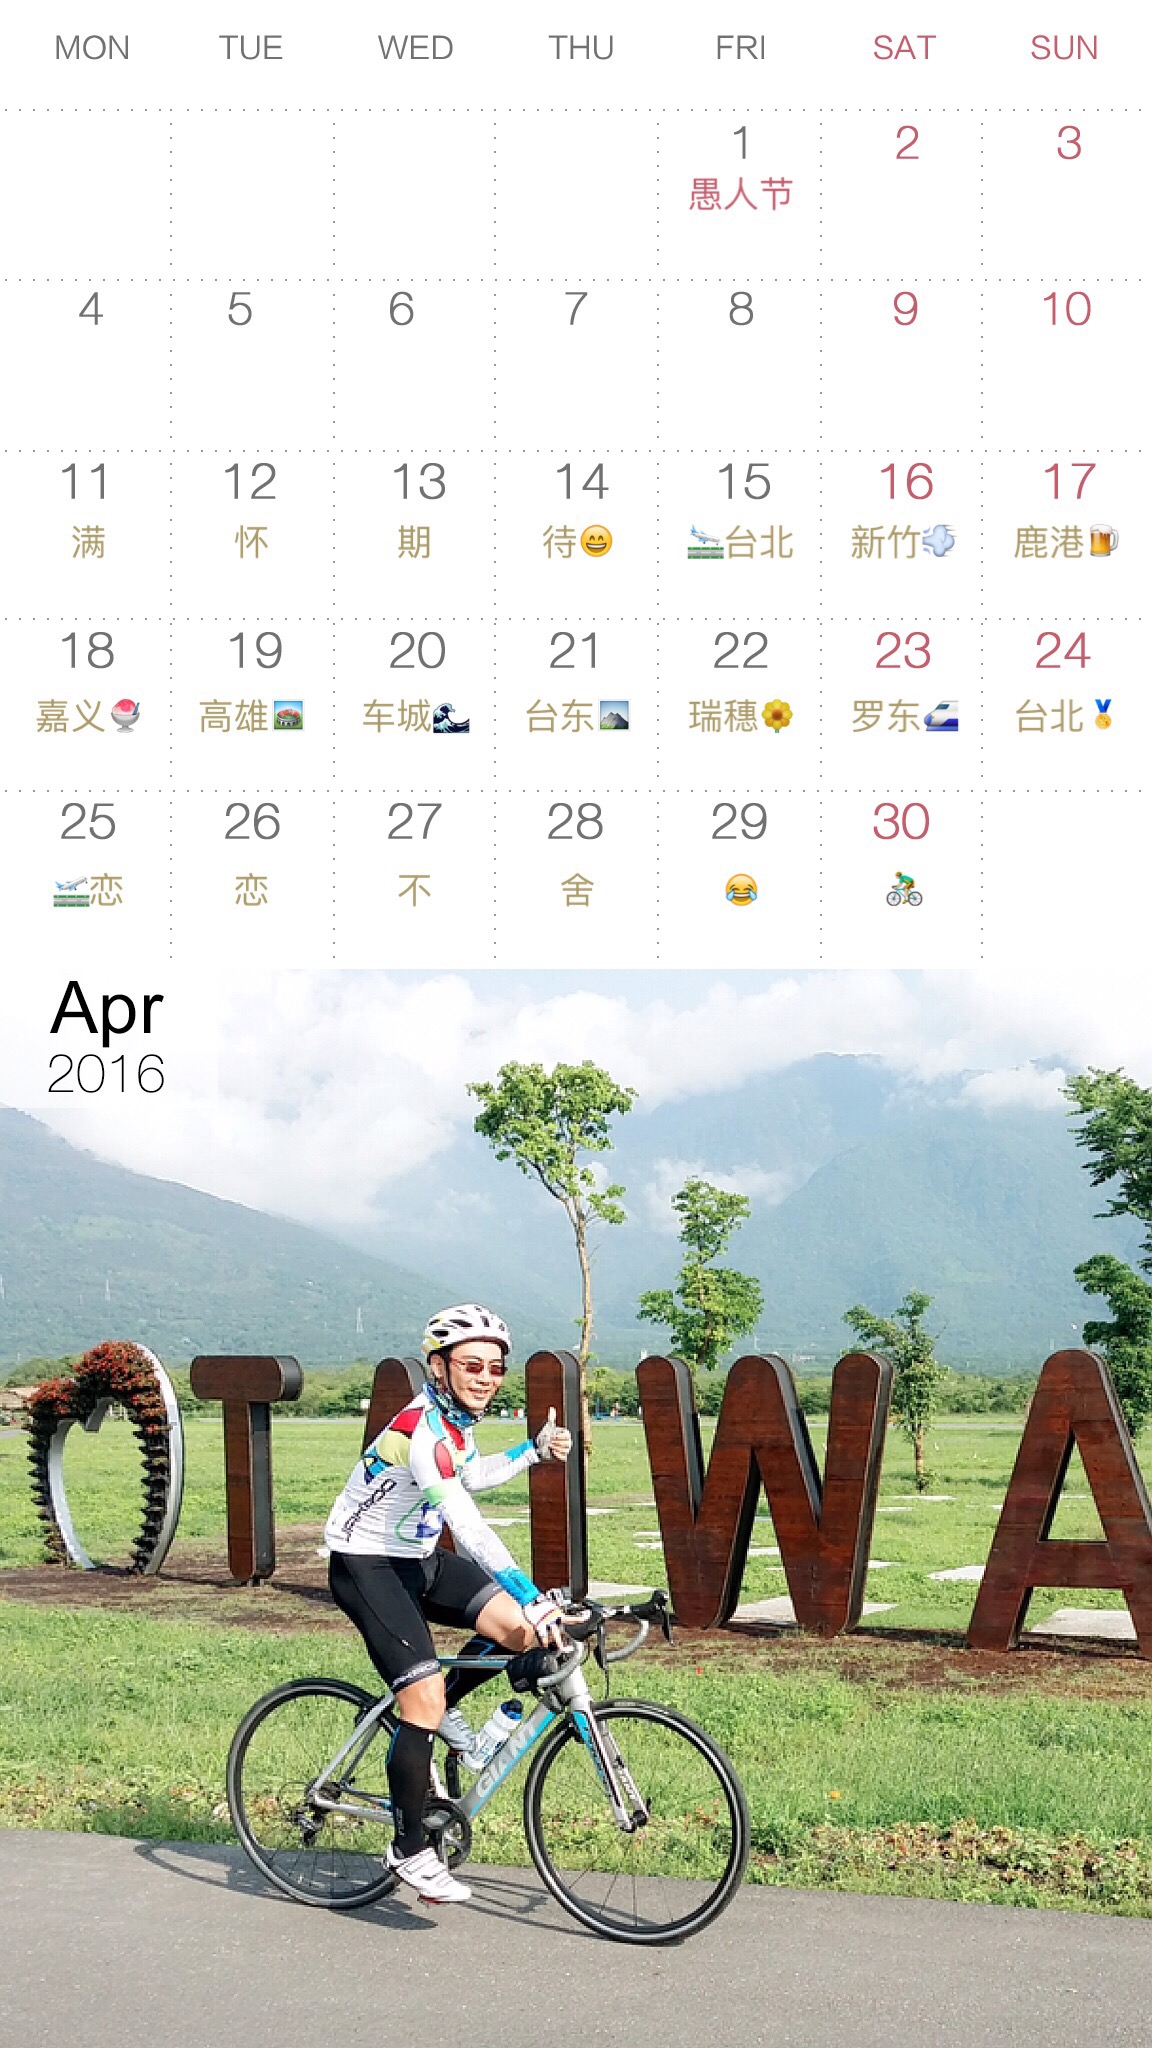 MON TUE WED THU FRI SAT SUN
1 2 3
愚人节
4 5 6 7 8 9 10
11 12 13 14 15 16 17
满 怀 期 待😄 🛬台北 新竹💨 鹿港🍺
18 19 20 21 22 23 24
嘉义🍧 高雄🏟 车城🌊 台东⛰ 瑞穗🌼 罗东🚅 台北🏅
25 26 27 28 29 30
🛫恋 恋 不 舍 😂 🚴
Apr
2016
TAIWA
GIANT